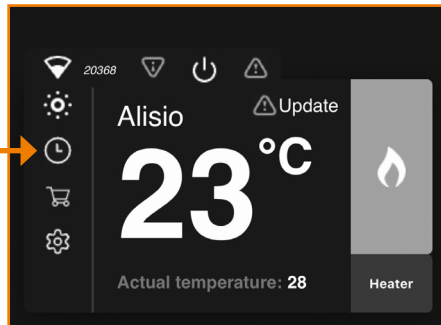 20368
Alisio
Update
23°C
Actual temperature: 28
Heater